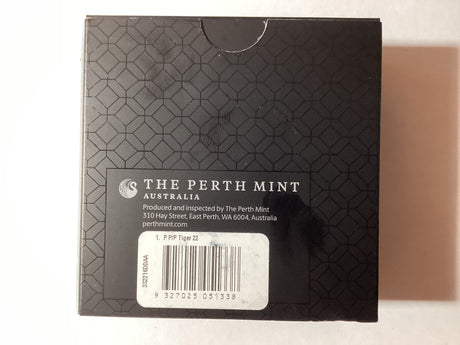 THE PERTH MINT
AUSTRALIA
Produced and inspected by The Perth Mint
310 Hay Street, East Perth, WA 6004, Australia
perthmint.com
1. P P/P Tiger 22
3I2216DDAA
9 327025 051338